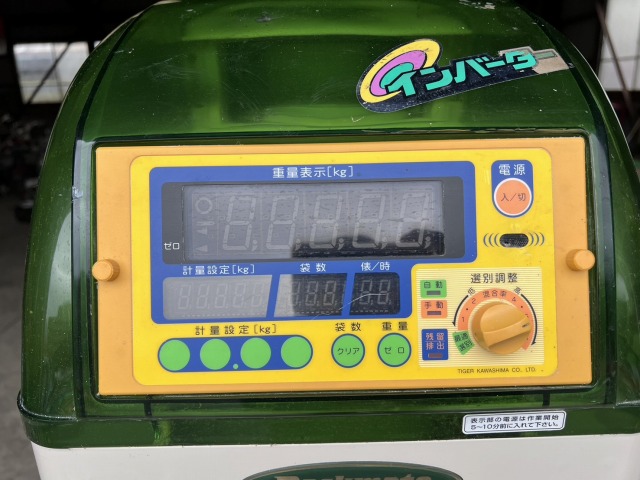 インバータ
重量表示[kg]
電源
入/切
ゼロ
計量設定[kg]
袋数
俵/時
選別調整
自動
手動
混合率
残留
排出
計量設定[kg]
袋数
重量
クリア
ゼロ
TIGER KAWASHIMA CO., LTD.
表示部の電源は作業開始
5~10分前に入れて下さい。